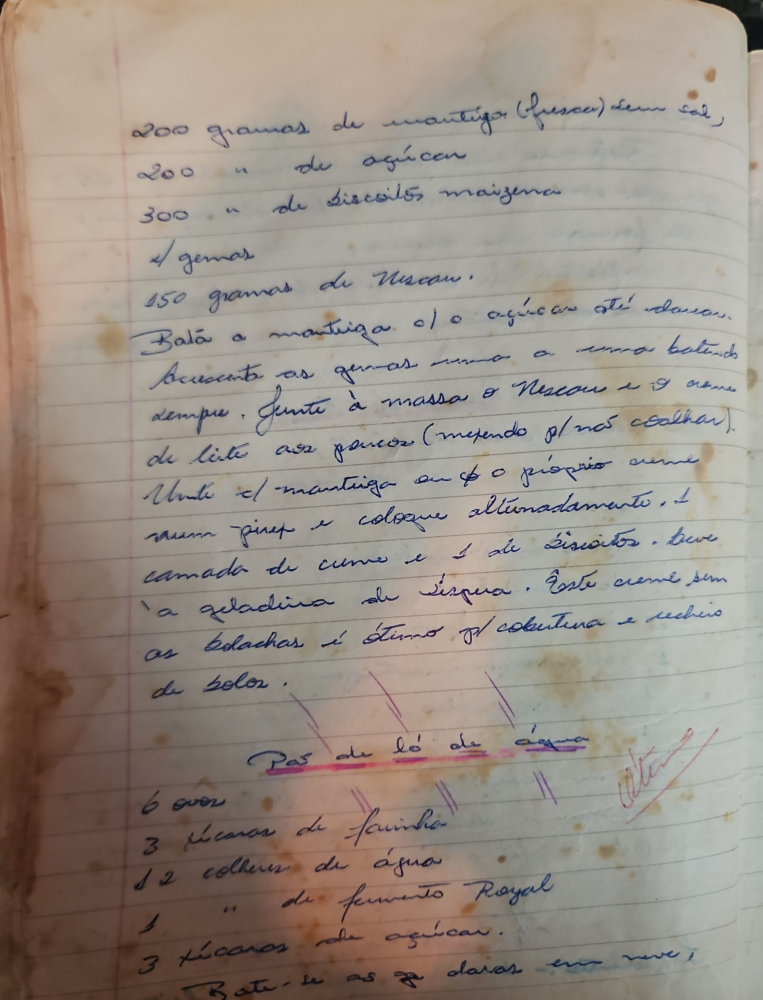 200 gramas de mantiga (fresca) sem sal,
200 " de açúcar
300 " de biscoitos maizena
4 gemas
150 gramas de Nescau.
Batá a manteiga c/ o açúcar até clarear.
Acrescente as gemas uma a uma batendo
sempre. Junte à massa o Nescau e o creme
de leite aos poucos (mexendo p/ não coalhar).
Unte c/ manteiga ou o próprio creme
num pirex e coloque alternadamente. 1
camada de creme e 1 de biscoitos. Leve
à geladeira de véspera. Êste creme sem
as bolachas é ótimo p/ cobertura e recheio
de bolos.
Pão de ló de água
ótimo
6 ovos
3 xícaras de farinha
12 colheres de água
1 " de fermento Royal
3 xícaras de açúcar.
Bate-se as claras em neve,